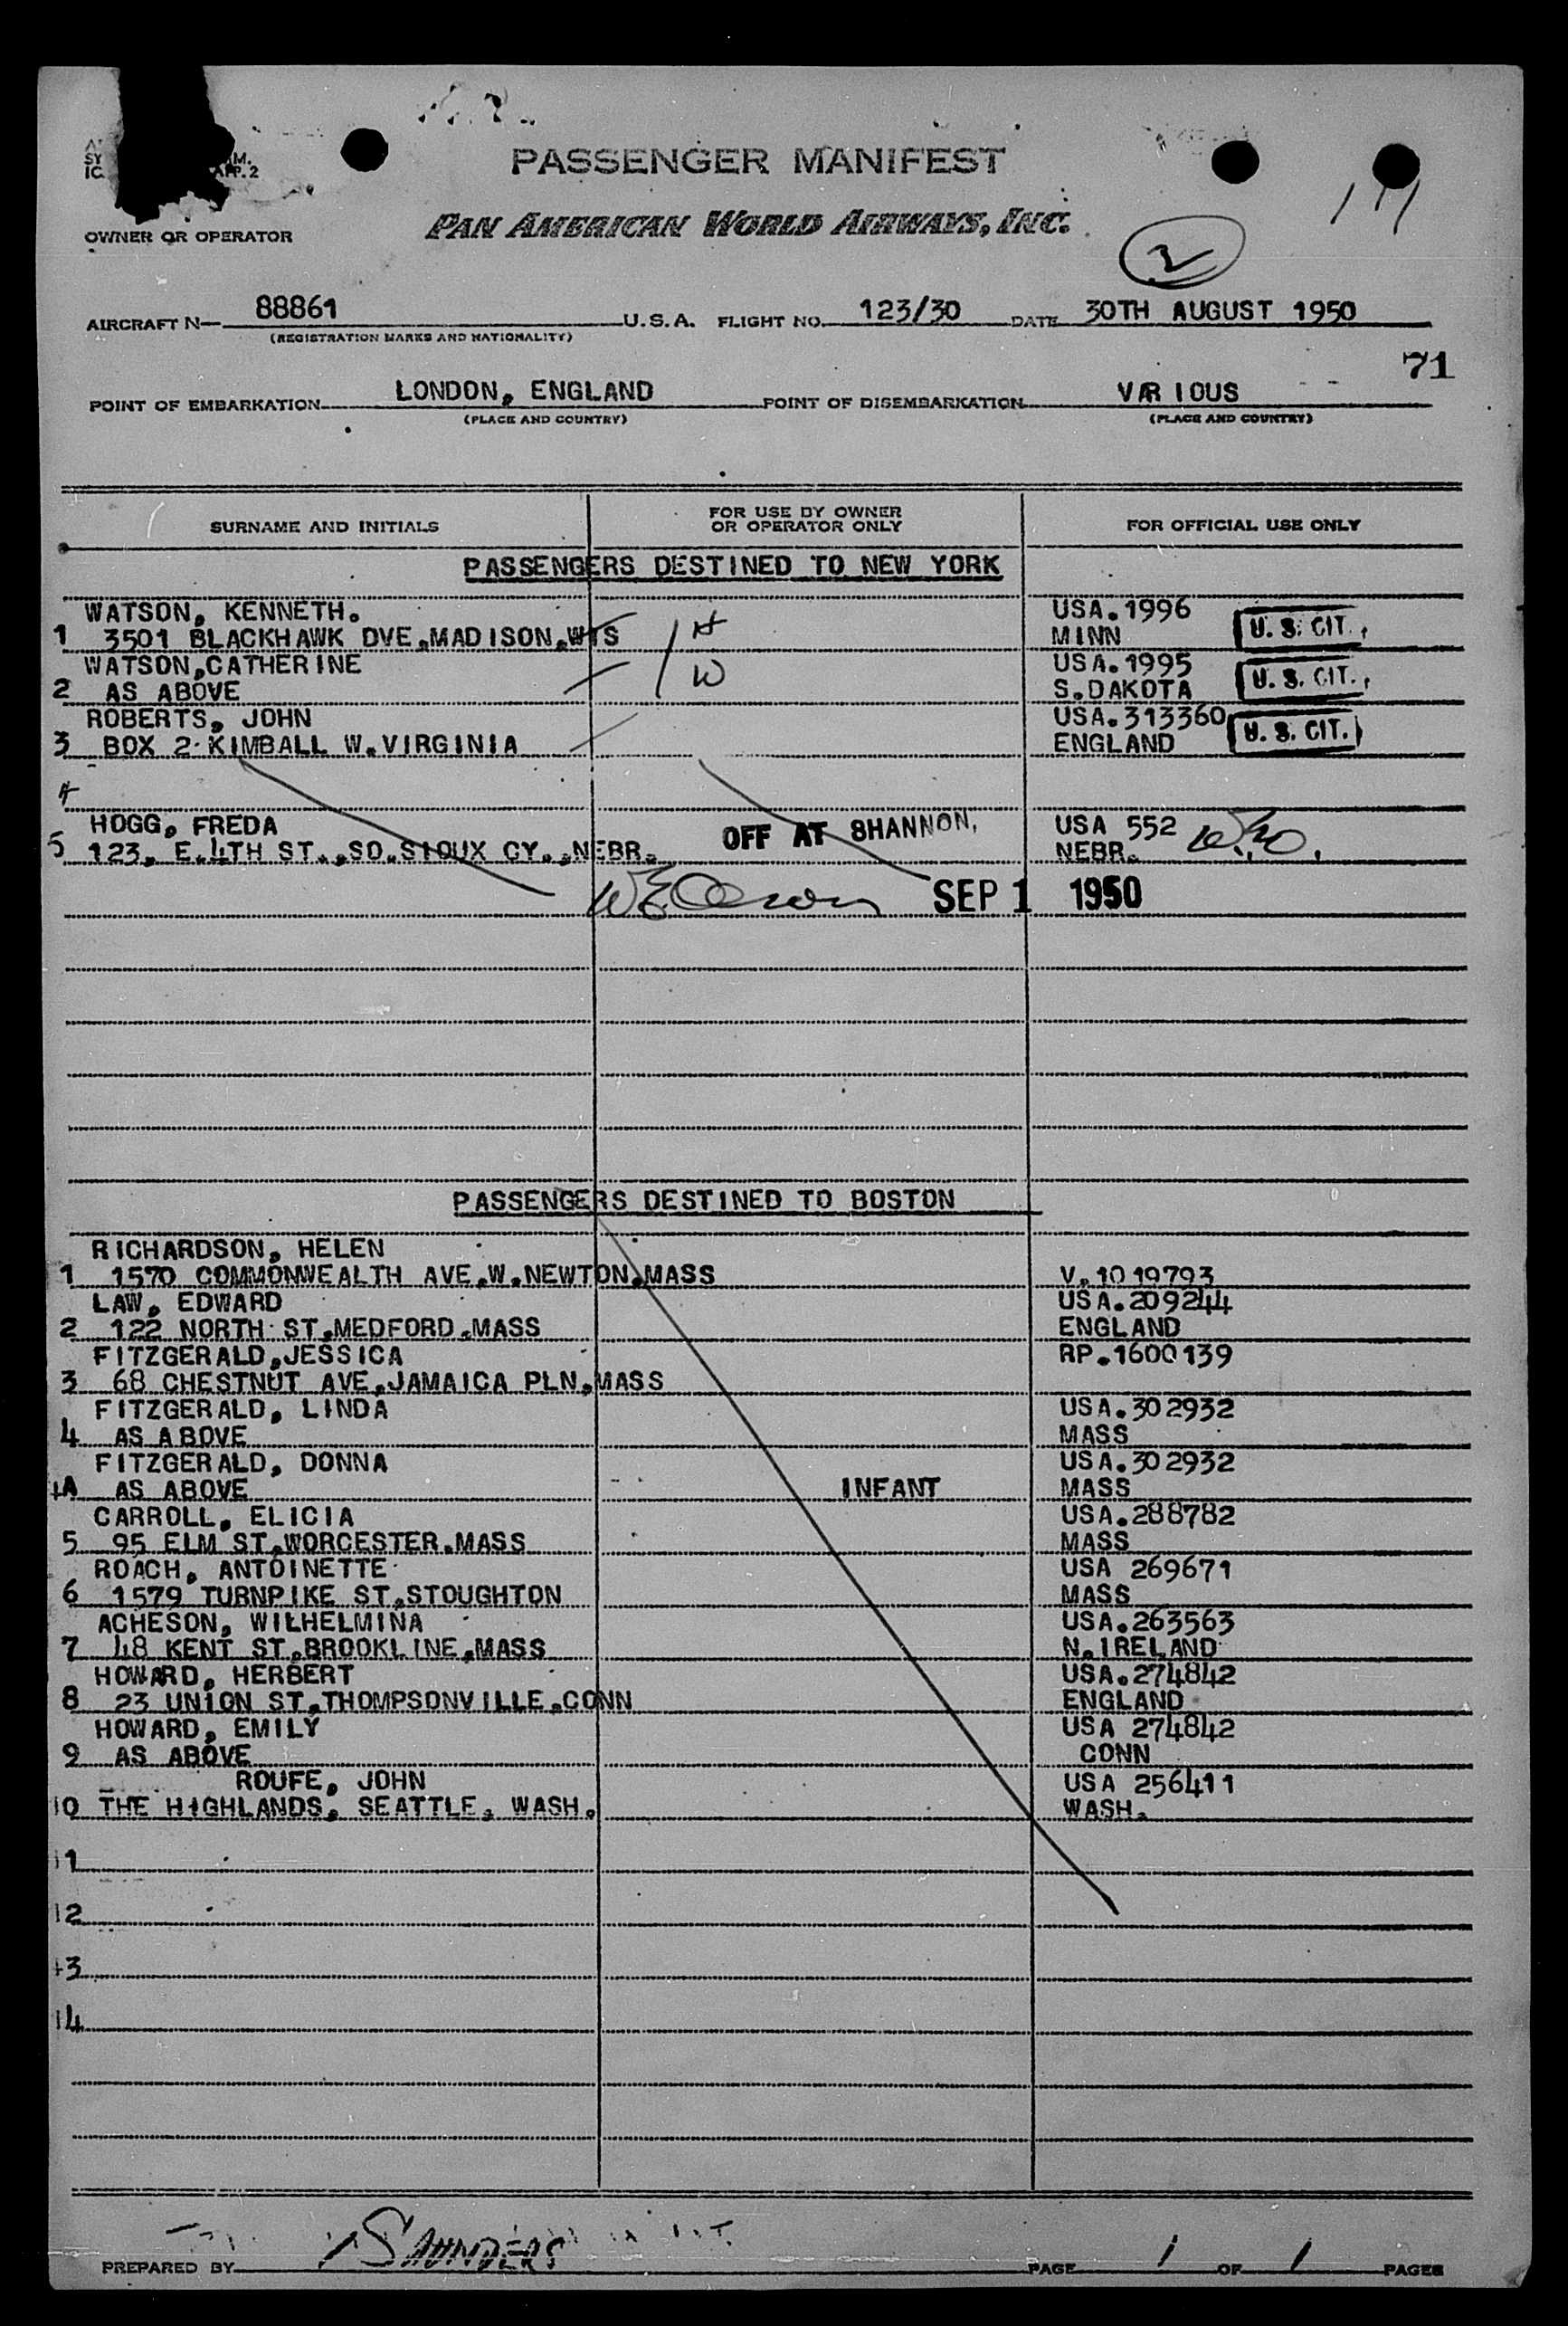 PASSENGER MANIFEST
OWNER OR OPERATOR
PAN AMERICAN WORLD AIRWAYS, INC.
2
AIRCRAFT N— 88861 U.S.A. FLIGHT NO. 123/30 DATE 30TH AUGUST 1950
(REGISTRATION MARKS AND NATIONALITY)
71
POINT OF EMBARKATION LONDON, ENGLAND POINT OF DISEMBARKATION VARIOUS
(PLACE AND COUNTRY) (PLACE AND COUNTRY)
SURNAME AND INITIALS FOR USE BY OWNER OR OPERATOR ONLY FOR OFFICIAL USE ONLY
PASSENGERS DESTINED TO NEW YORK
WATSON, KENNETH. H USA.1996
1 3501 BLACKHAWK DVE,MADISON,WIS MINN U. S. CIT.
WATSON,CATHERINE W USA.1995
2 AS ABOVE S.DAKOTA U. S. CIT.
ROBERTS, JOHN USA.313360
3 BOX 2 KIMBALL W.VIRGINIA ENGLAND U. S. CIT.
4
HOGG, FREDA OFF AT SHANNON, USA 552
5 123, E.4TH ST.,SO.SIOUX CY.,NEBR. NEBR.
SEP 1 1950
PASSENGERS DESTINED TO BOSTON
RICHARDSON, HELEN
1 1570 COMMONWEALTH AVE,W.NEWTON,MASS V.1019793
LAW, EDWARD USA.209244
2 122 NORTH ST,MEDFORD,MASS ENGLAND
FITZGERALD,JESSICA RP.1600139
3 68 CHESTNUT AVE,JAMAICA PLN,MASS
FITZGERALD, LINDA USA.302932
4 AS ABOVE MASS
FITZGERALD, DONNA USA.302932
4A AS ABOVE INFANT MASS
CARROLL, ELICIA USA.288782
5 95 ELM ST,WORCESTER.MASS MASS
ROACH, ANTOINETTE USA 269671
6 1579 TURNPIKE ST,STOUGHTON MASS
ACHESON, WILHELMINA USA.263563
7 48 KENT ST,BROOKLINE,MASS N.IRELAND
HOWARD, HERBERT USA.274842
8 23 UNION ST,THOMPSONVILLE,CONN ENGLAND
HOWARD, EMILY USA 274842
9 AS ABOVE CONN
ROUFE, JOHN USA 256411
10 THE HIGHLANDS, SEATTLE, WASH. WASH.
11
12
13
14
PREPARED BY SAUNDERS PAGE 1 OF 1 PAGES